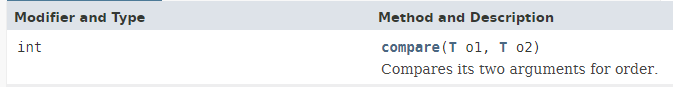 Modifier and Type Method and Description
int compare(T o1, T o2)
Compares its two arguments for order.